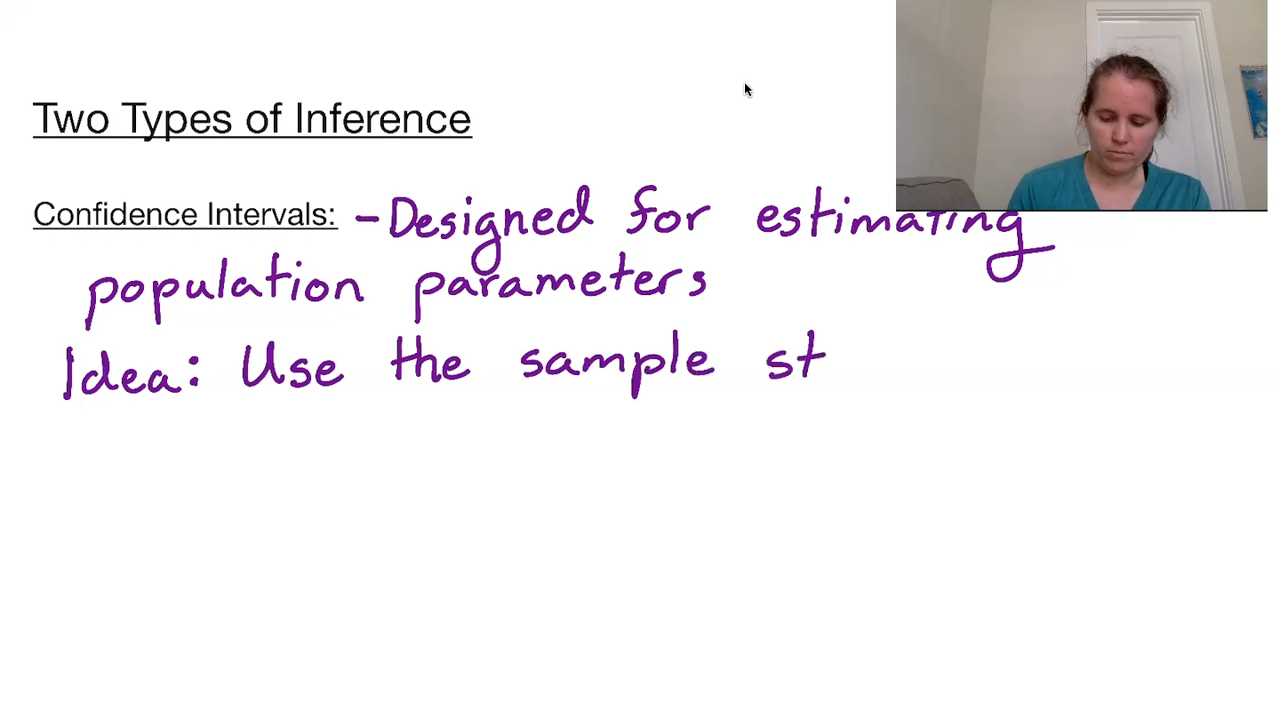 Two Types of Inference
Confidence Intervals: -Designed for estimating
population parameters
Idea: Use the sample st